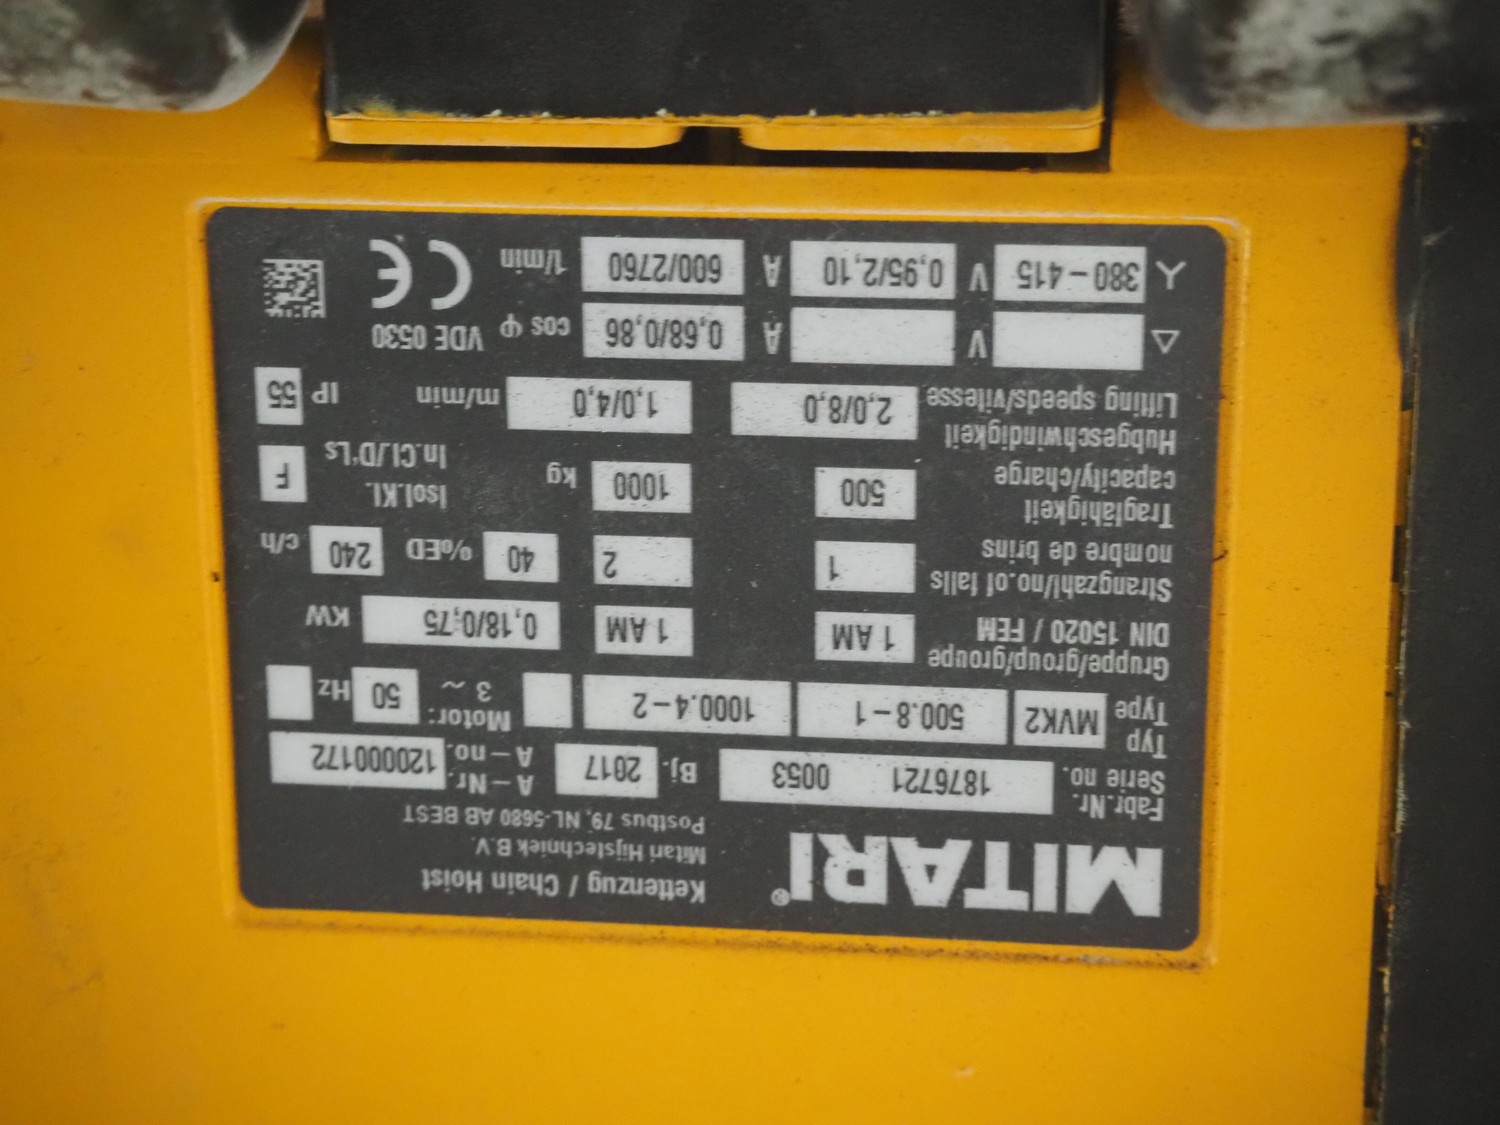 MITARI® Kettenzug / Chain Hoist
Mitari Hijstechniek B.V.
Postbus 79, NL-5680 AB BEST
Fabr.Nr. 1876721 0053 Bj. 2017 A–Nr. 120000172
Serie no. A–no.
Typ MVK2 500.8–1 1000.4–2 Motor: 50 Hz
Type 3 ~
Gruppe/group/groupe 1 AM 1 AM 0,18/0,75 KW
DIN 15020 / FEM
Strangzahl/no.of falls 1 2 40 %ED 240 c/h
nombre de brins
Tragfähigkeit 500 1000 kg Isol.Kl. F
capacity/charge In.Cl./D'Ls
Hubgeschwindigkeit 2,0/8,0 1,0/4,0 m/min IP 55
Lifting speeds/vitesse
△ V A 0,68/0,86 cos φ VDE 0530
Y 380–415 V 0,95/2,10 A 600/2760 1/min CE